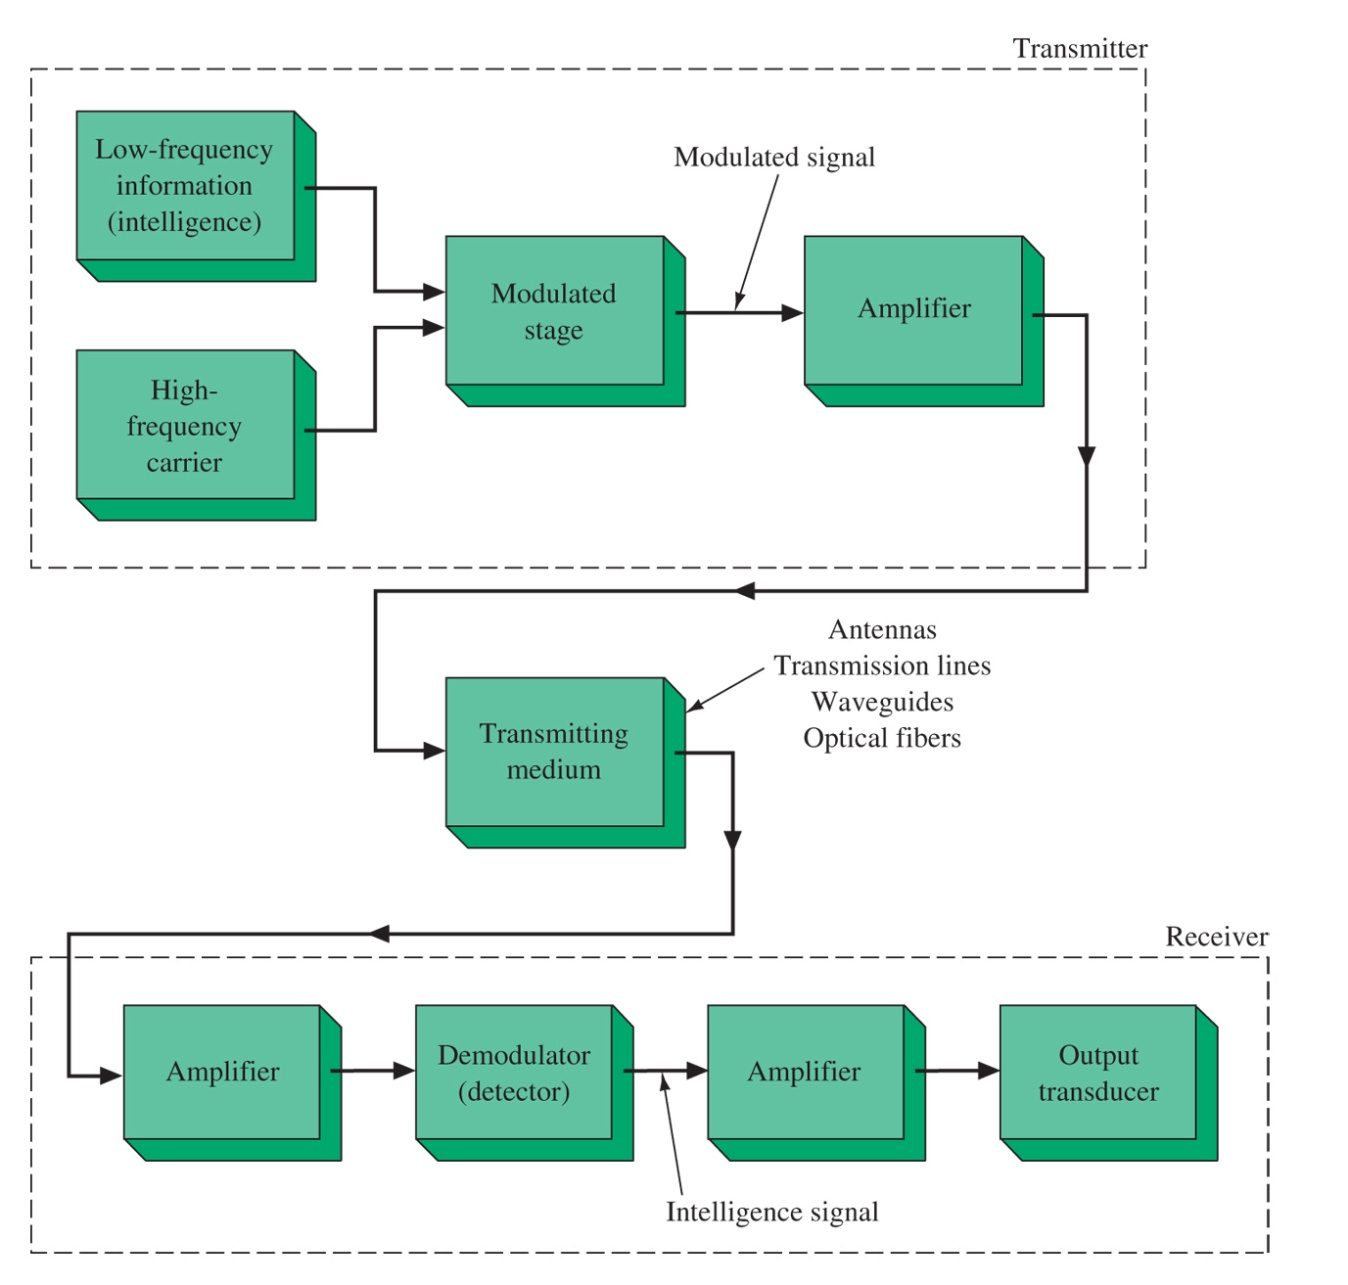 Transmitter
Low-frequency
information
(intelligence)
Modulated signal
Modulated
stage
Amplifier
High-
frequency
carrier
Antennas
Transmission lines
Waveguides
Optical fibers
Transmitting
medium
Receiver
Amplifier
Demodulator
(detector)
Amplifier
Output
transducer
Intelligence signal